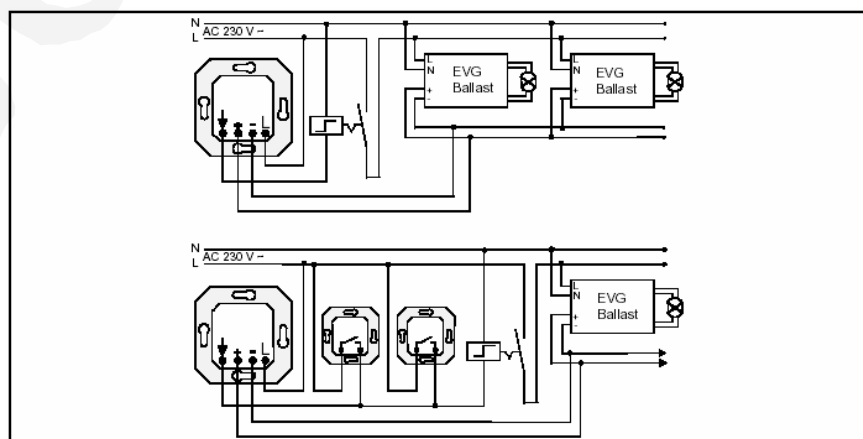 N
L AC 230 V ~
L
N
+
-
EVG
Ballast
L
N
+
-
EVG
Ballast
+ - L
N
L AC 230 V ~
L
N
+
-
EVG
Ballast
+ - L